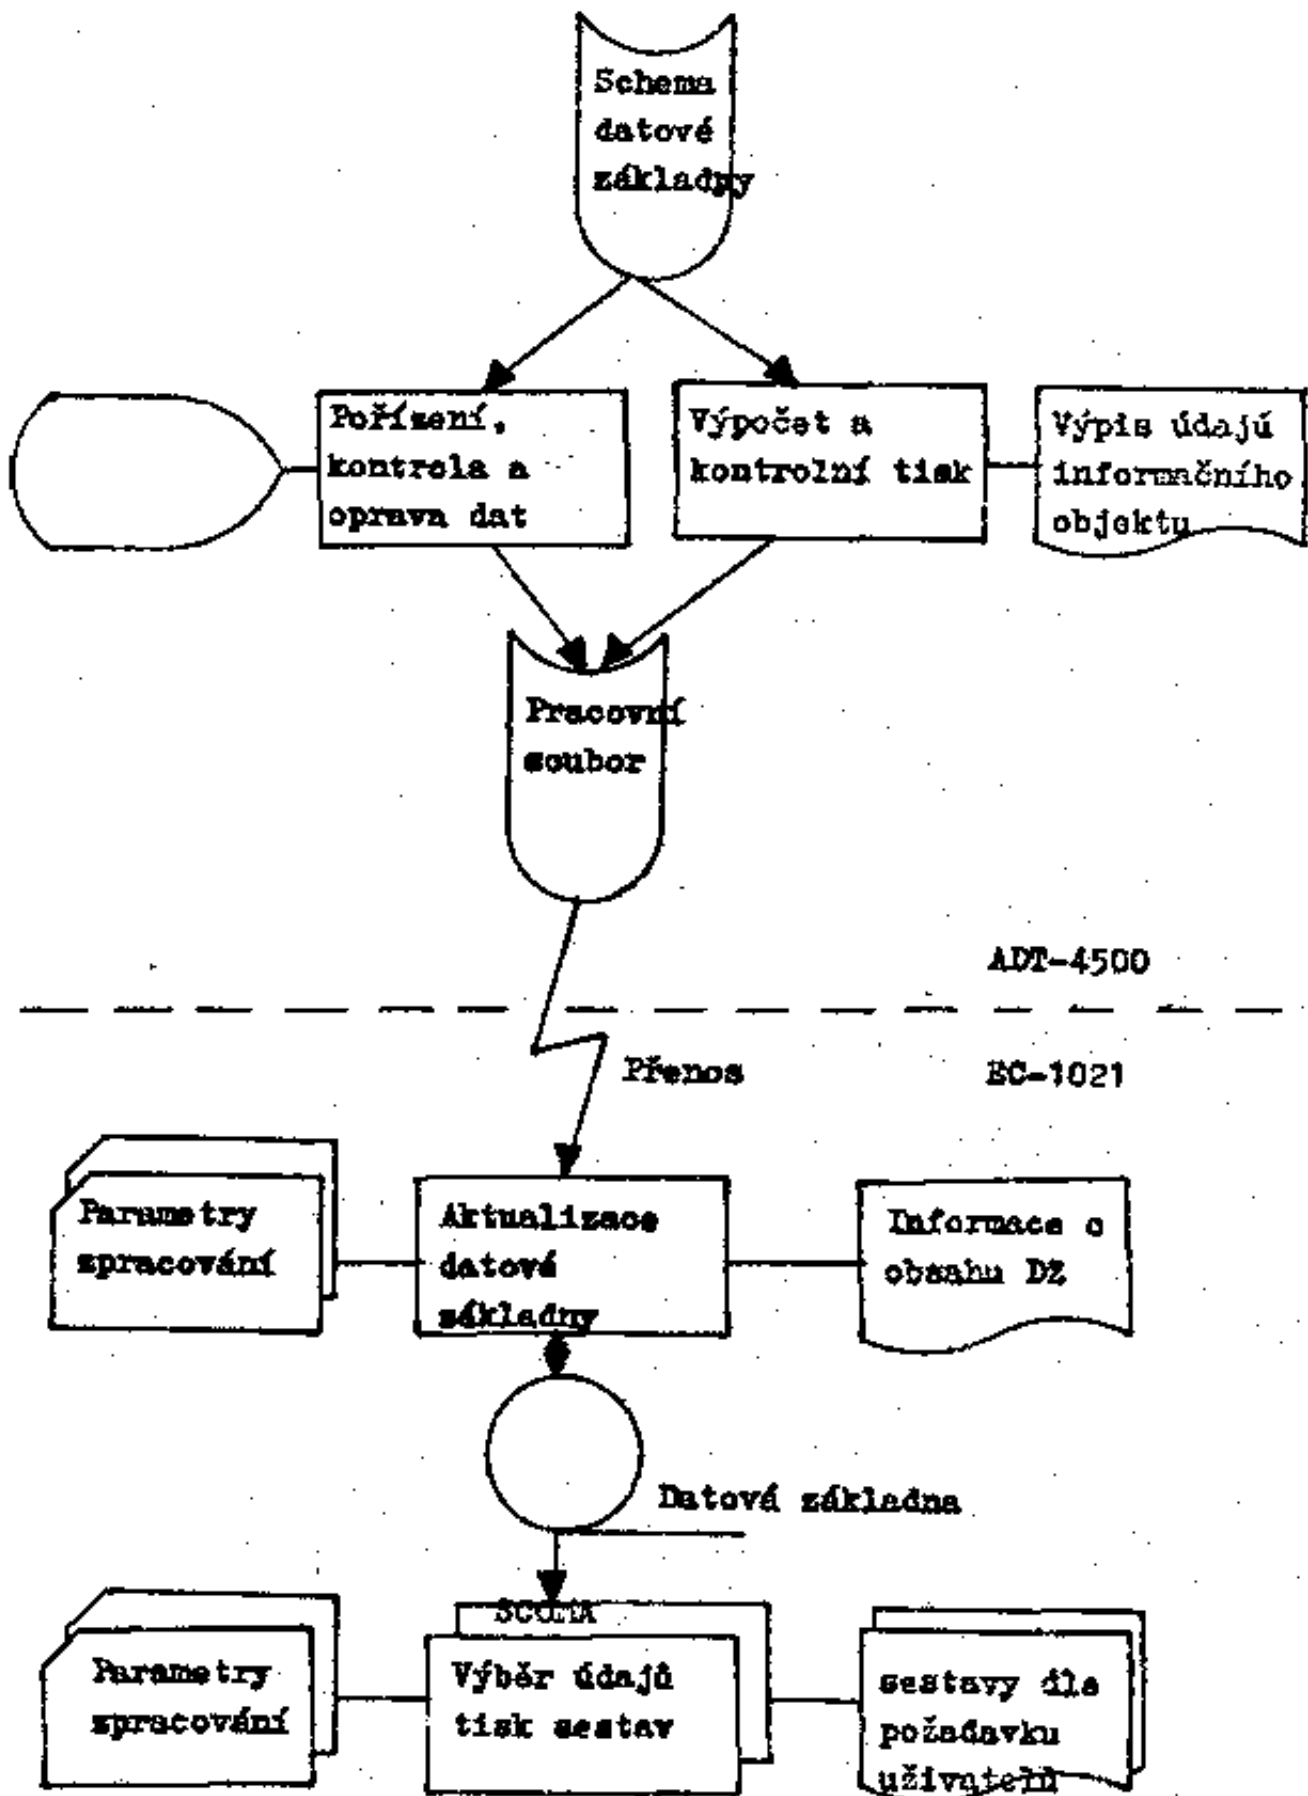 Schema
datové
základny
Pořízení,
kontrola a
oprava dat
Výpočet a
kontrolní tisk
Výpis údajů
informačního
objektu
Pracovní
soubor
ADT-4500
Přenos
EC-1021
Parametry
zpracování
Aktualizace
datové
základny
Informace o
obsahu DZ
Datová základna
SCOMA
Parametry
zpracování
Výběr údajů
tisk sestav
sestavy dle
požadavku
uživatelů